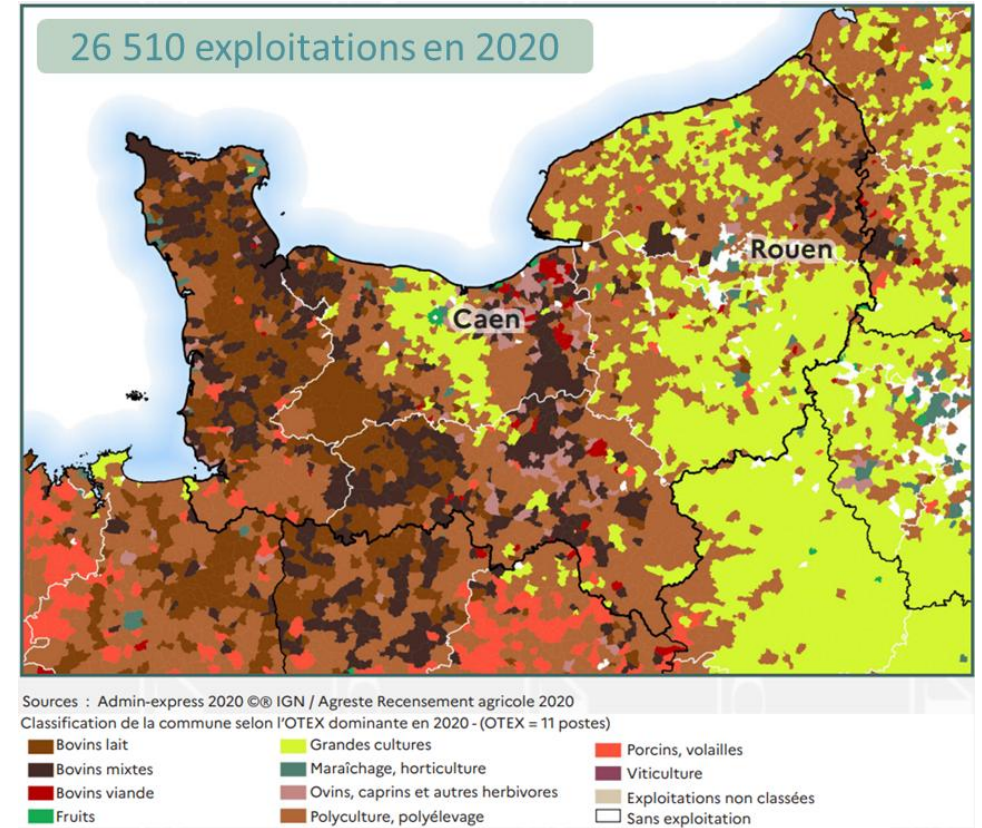 26 510 exploitations en 2020
Rouen
Caen
Sources : Admin-express 2020 ©® IGN / Agreste Recensement agricole 2020
Classification de la commune selon l'OTEX dominante en 2020 - (OTEX = 11 postes)
Bovins lait
Bovins mixtes
Bovins viande
Fruits
Grandes cultures
Maraîchage, horticulture
Ovins, caprins et autres herbivores
Polyculture, polyélevage
Porcins, volailles
Viticulture
Exploitations non classées
Sans exploitation